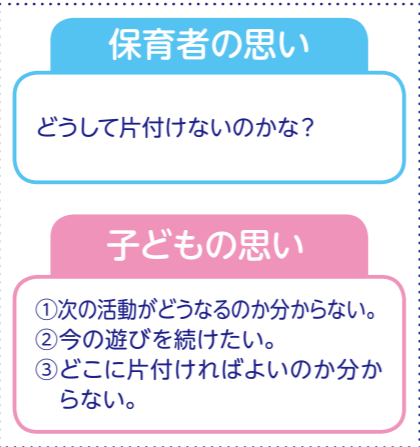 保育者の思い
どうして片付けないのかな？
子どもの思い
①次の活動がどうなるのか分からない。
②今の遊びを続けたい。
③どこに片付ければよいのか分か
らない。